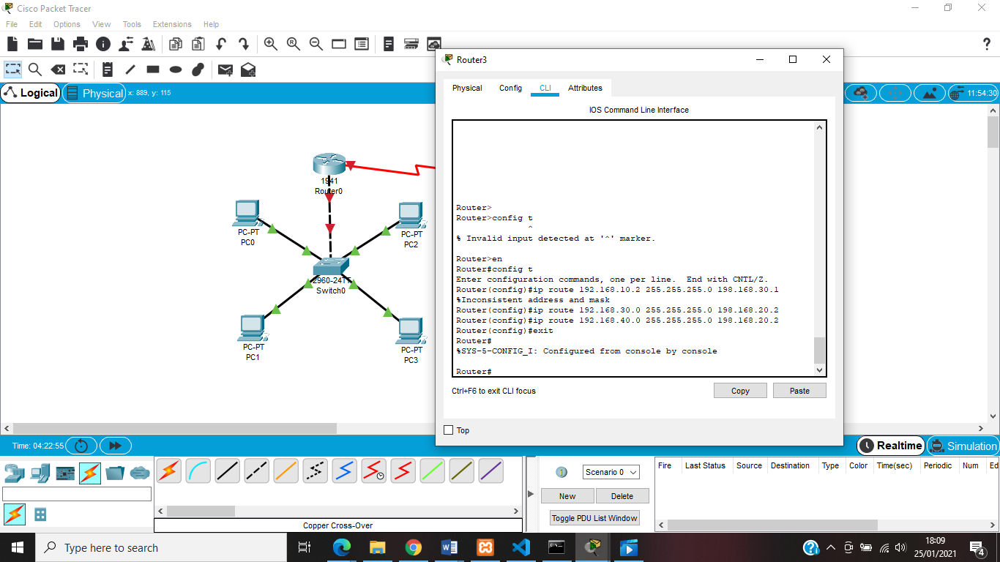 Cisco Packet Tracer
File Edit Options View Tools Extensions Help
Logical Physical x: 889, y: 115 11:54:30
1941
Router0
PC-PT
PC0
PC-PT
PC2
2960-24TT
Switch0
PC-PT
PC1
PC-PT
PC3
Router3
Physical Config CLI Attributes
IOS Command Line Interface
Router>
Router>config t
^
% Invalid input detected at '^' marker.
Router>en
Router#config t
Enter configuration commands, one per line. End with CNTL/Z.
Router(config)#ip route 192.168.10.2 255.255.255.0 198.168.30.1
%Inconsistent address and mask
Router(config)#ip route 192.168.30.0 255.255.255.0 198.168.20.2
Router(config)#ip route 192.168.40.0 255.255.255.0 198.168.20.2
Router(config)#exit
Router#
%SYS-5-CONFIG_I: Configured from console by console
Router#
Ctrl+F6 to exit CLI focus Copy Paste
Top
Time: 04:22:55 Realtime Simulation
Copper Cross-Over
Scenario 0
New Delete
Toggle PDU List Window
Fire Last Status Source Destination Type Color Time(sec) Periodic Num Ed
Type here to search
18:09
25/01/2021
4